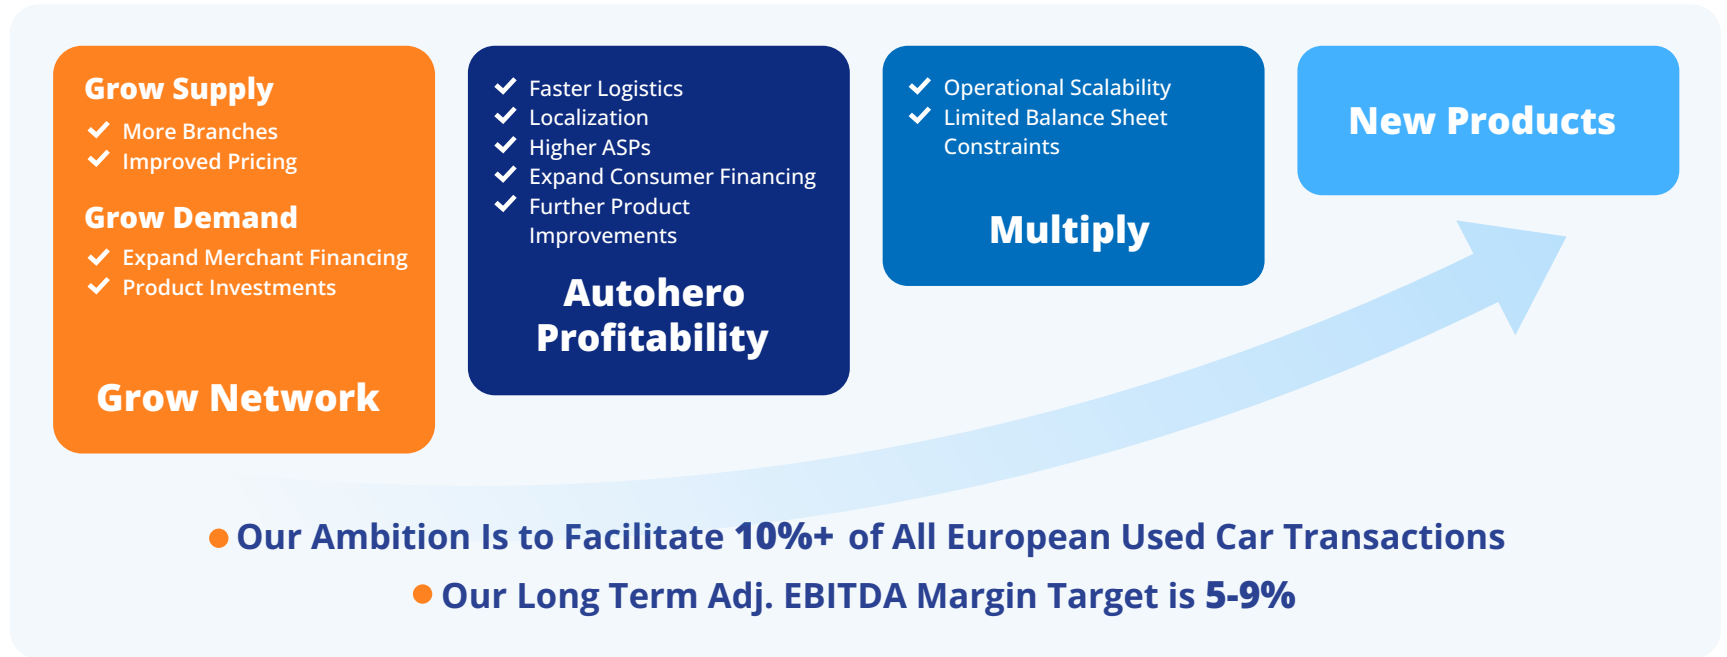 Grow Supply
More Branches
Improved Pricing
Grow Demand
Expand Merchant Financing
Product Investments
Grow Network
Faster Logistics
Localization
Higher ASPs
Expand Consumer Financing
Further Product
Improvements
Autohero
Profitability
Operational Scalability
Limited Balance Sheet
Constraints
Multiply
New Products
Our Ambition Is to Facilitate 10%+ of All European Used Car Transactions
Our Long Term Adj. EBITDA Margin Target is 5-9%